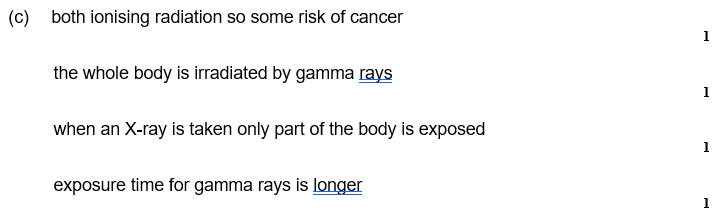 (c) both ionising radiation so some risk of cancer
1
the whole body is irradiated by gamma rays
1
when an X-ray is taken only part of the body is exposed
1
exposure time for gamma rays is longer
1